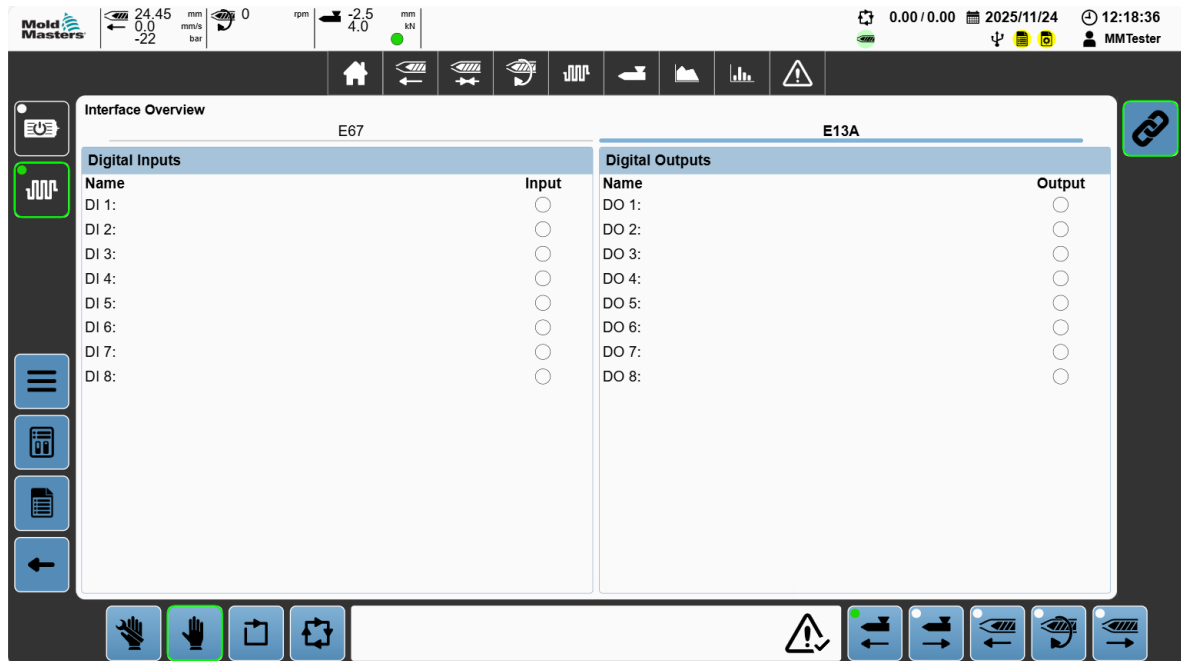 Mold
Masters
24.45 mm
0.0 mm/s
-22 bar
0 rpm
-2.5 mm
4.0 kN
0.00 / 0.00 2025/11/24 12:18:36
MMTester
Interface Overview
E67 E13A
Digital Inputs
Name Input
DI 1:
DI 2:
DI 3:
DI 4:
DI 5:
DI 6:
DI 7:
DI 8:
Digital Outputs
Name Output
DO 1:
DO 2:
DO 3:
DO 4:
DO 5:
DO 6:
DO 7:
DO 8: